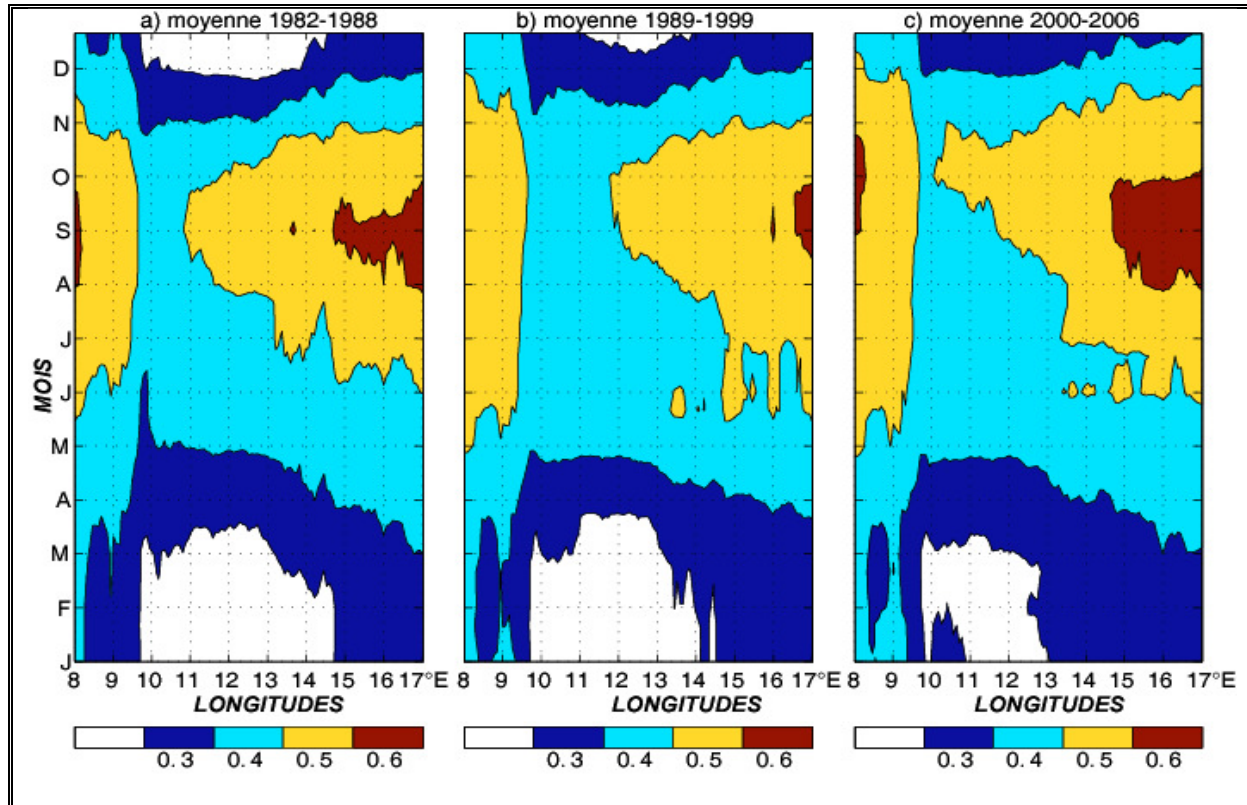 a) moyenne 1982-1988
b) moyenne 1989-1999
c) moyenne 2000-2006
MOIS
D
N
O
S
A
J
J
M
A
M
F
J
8 9 10 11 12 13 14 15 16 17°E
8 9 10 11 12 13 14 15 16 17°E
8 9 10 11 12 13 14 15 16 17°E
LONGITUDES
LONGITUDES
LONGITUDES
0.3 0.4 0.5 0.6
0.3 0.4 0.5 0.6
0.3 0.4 0.5 0.6